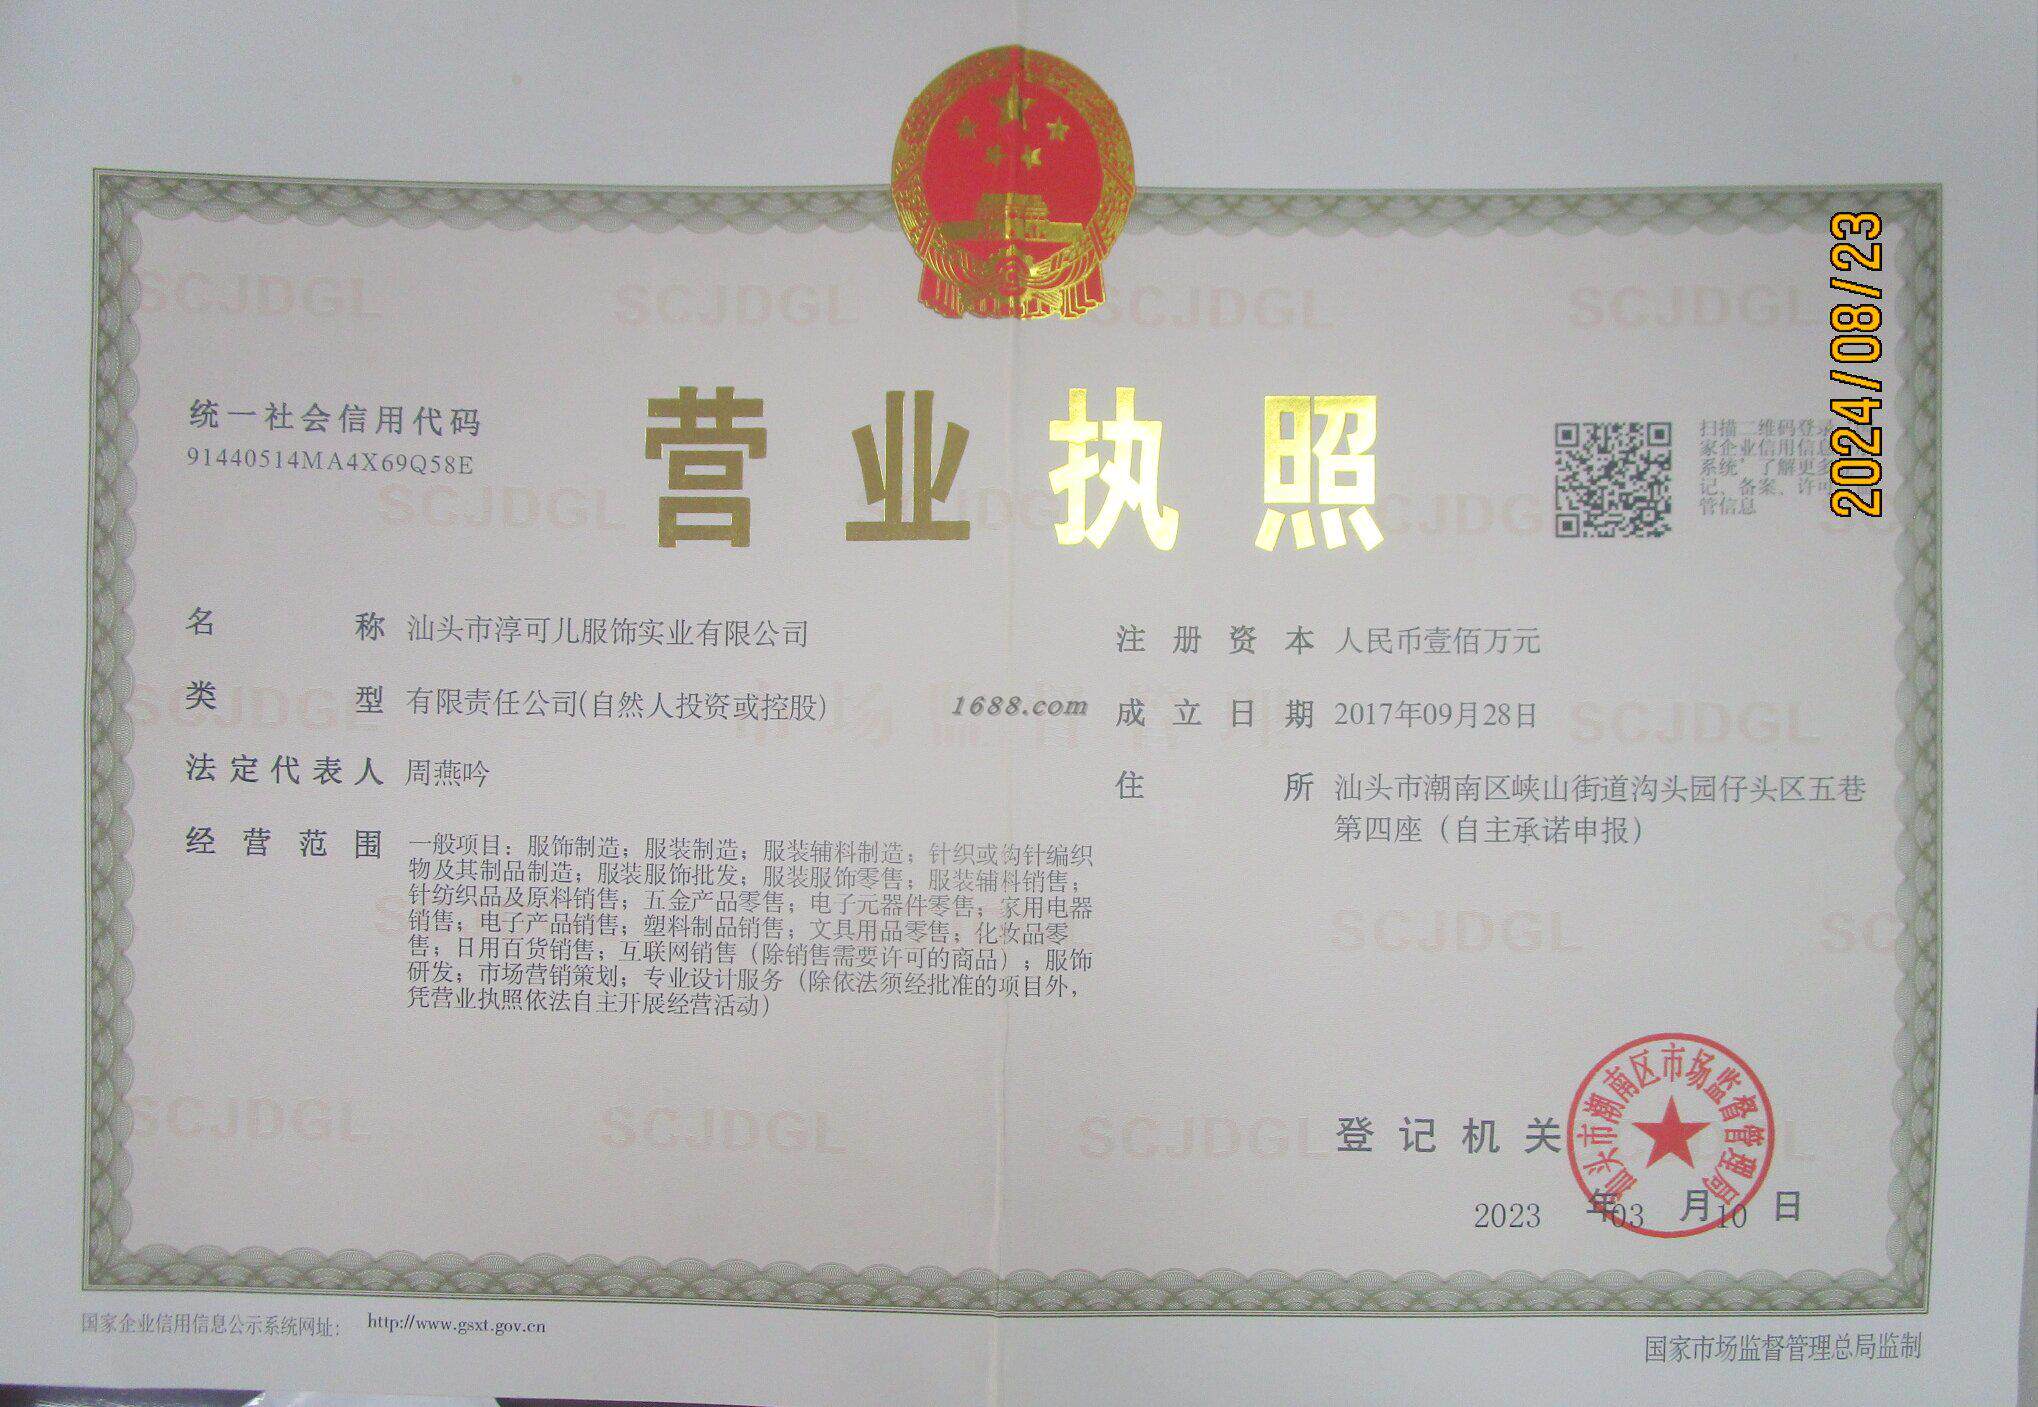 2024/08/23
SCJDGL
SCJDGL
SCJDGL
SCJDGL
营业执照
统一社会信用代码
91440514MA4X69Q58E
扫描二维码登录
家企业信用信息
系统,了解更多
记、备案、许可
管信息
名称 汕头市淳可儿服饰实业有限公司
类型 有限责任公司(自然人投资或控股)
法定代表人 周燕吟
经营范围 一般项目：服饰制造；服装制造；服装辅料制造；针织或钩针编织
物及其制品制造；服装服饰批发；服装服饰零售；服装辅料销售；
针纺织品及原料销售；五金产品零售；电子元器件零售；家用电器
销售；电子产品销售；塑料制品销售；文具用品零售；化妆品零
售；日用百货销售；互联网销售（除销售需要许可的商品）；服饰
研发；市场营销策划；专业设计服务（除依法须经批准的项目外，
凭营业执照依法自主开展经营活动）
1688.com
注册资本 人民币壹佰万元
成立日期 2017年09月28日
住所 汕头市潮南区峡山街道沟头园仔头区五巷
第四座（自主承诺申报）
登记机关
汕头市潮南区市场监督管理局
2023年03月10日
国家企业信用信息公示系统网址： http://www.gsxt.gov.cn
国家市场监督管理总局监制